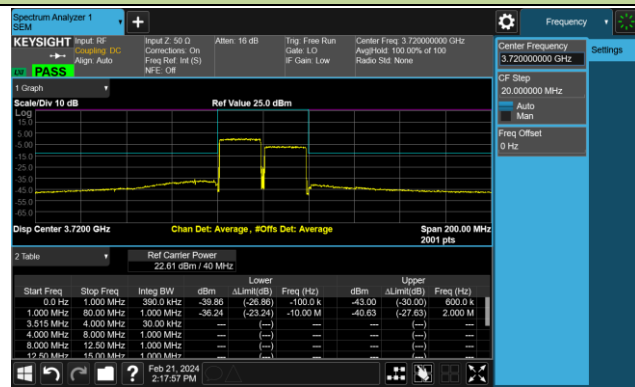 Spectrum Analyzer 1
SEM
Frequency
KEYSIGHT
Input: RF
Coupling: DC
Align: Auto
Input Z: 50 Ω
Corrections: On
Freq Ref: Int (S)
NFE: Off
Atten: 16 dB
Trig: Free Run
Gate: LO
IF Gain: Low
Center Freq: 3.720000000 GHz
Avg|Hold: 100.00% of 100
Radio Std: None
PASS
Center Frequency
3.720000000 GHz
Settings
CF Step
20.000000 MHz
Auto
Man
Freq Offset
0 Hz
1 Graph
Scale/Div 10 dB
Ref Value 25.0 dBm
Log
15.0
5.00
-5.00
-15.0
-25.0
-35.0
-45.0
-55.0
-65.0
Disp Center 3.7200 GHz
Chan Det: Average, #Offs Det: Average
Span 200.00 MHz
2001 pts
2 Table
Ref Carrier Power
22.61 dBm / 40 MHz
Lower Upper
Start Freq Stop Freq Integ BW dBm ΔLimit(dB) Freq (Hz) dBm ΔLimit(dB) Freq (Hz)
0.0 Hz 1.000 MHz 390.0 kHz -39.86 (-26.86) -100.0 k -43.00 (-30.00) 600.0 k
1.000 MHz 80.00 MHz 1.000 MHz -36.24 (-23.24) -10.00 M -40.63 (-27.63) 2.000 M
3.515 MHz 4.000 MHz 30.00 kHz --- (---) --- --- (---) ---
4.000 MHz 8.000 MHz 1.000 MHz --- (---) --- --- (---) ---
8.000 MHz 12.50 MHz 1.000 MHz --- (---) --- --- (---) ---
12.50 MHz 15.00 MHz 1.000 MHz --- (---) --- --- (---) ---
Feb 21, 2024
2:17:57 PM